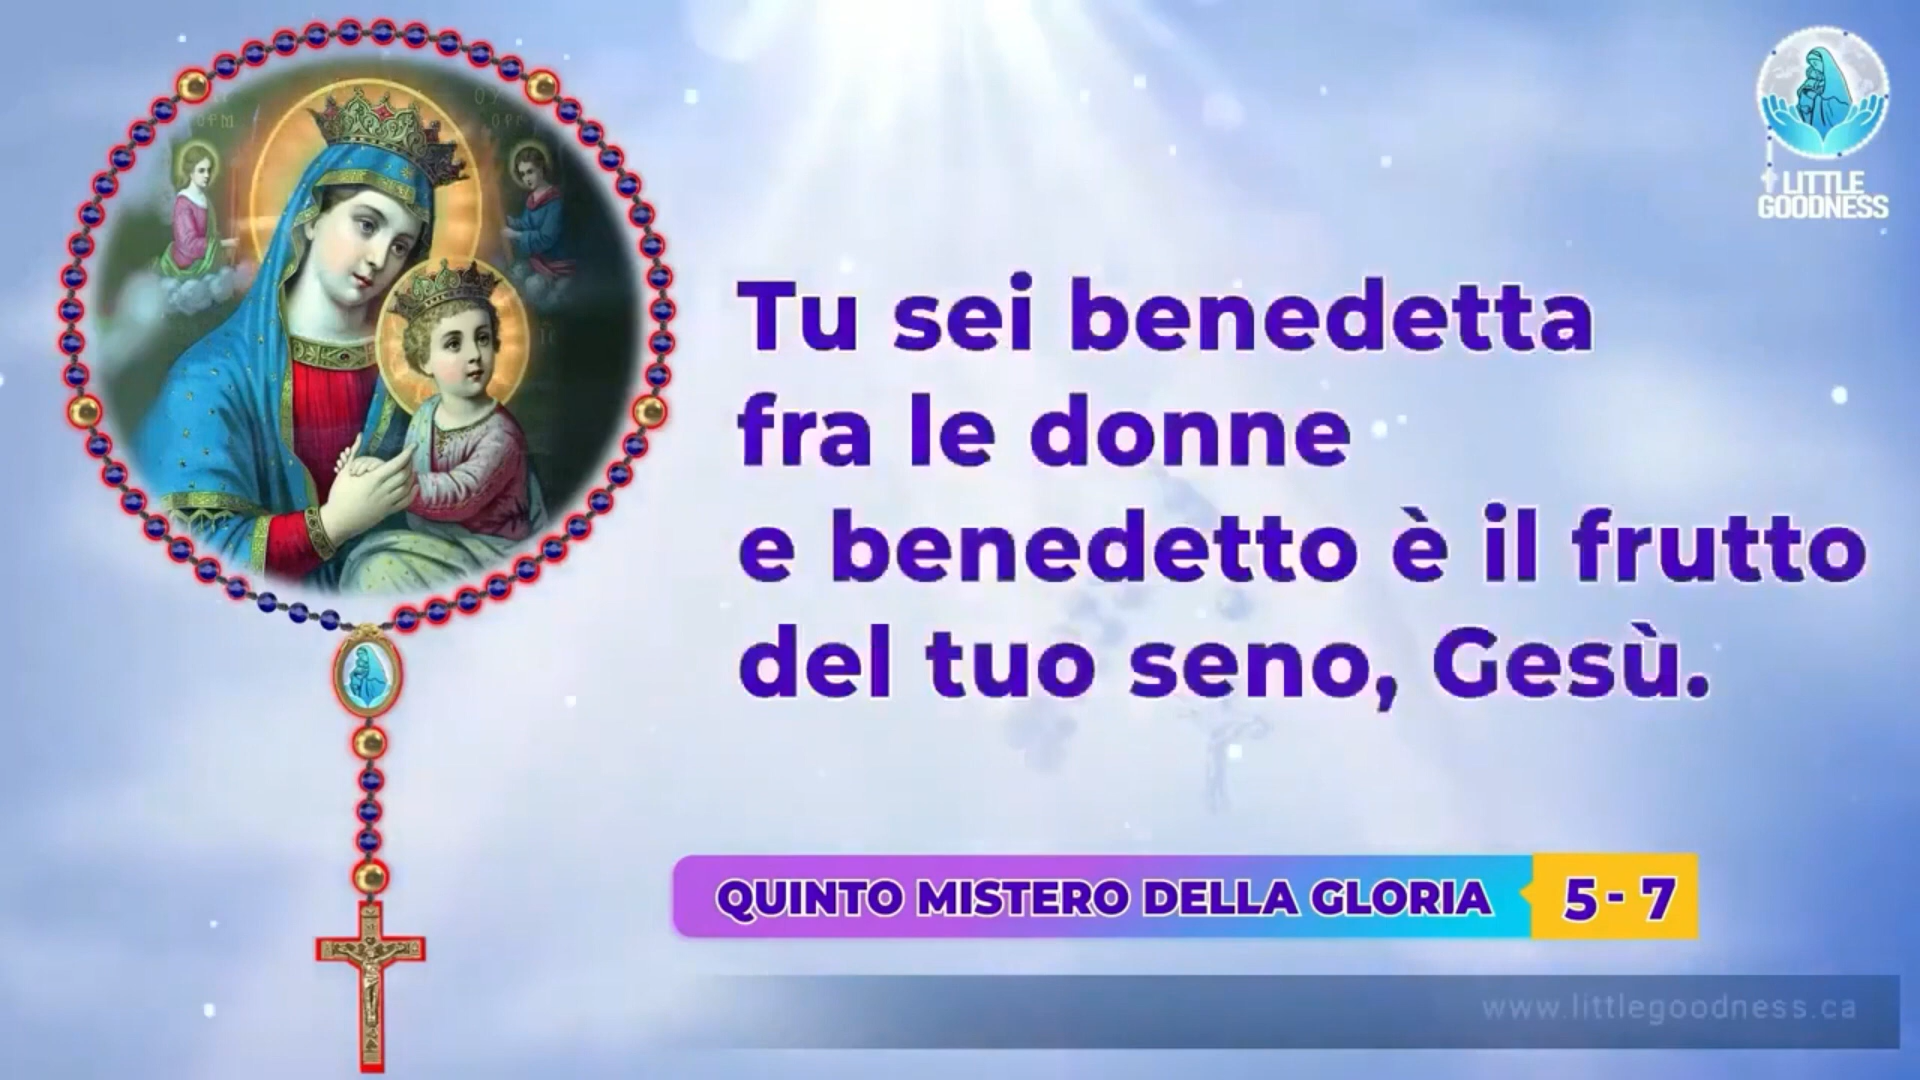 LITTLE
GOODNESS
Tu sei benedetta
fra le donne
e benedetto è il frutto
del tuo seno, Gesù.
QUINTO MISTERO DELLA GLORIA 5 - 7
www.littlegoodness.ca